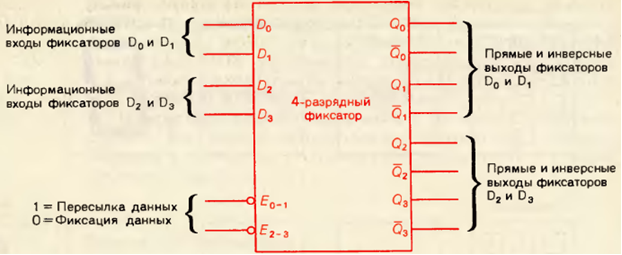 Информационные
входы фиксаторов D₀ и D₁
Информационные
входы фиксаторов D₂ и D₃
1 = Пересылка данных
0 = Фиксация данных
D₀
D₁
D₂
D₃
E₀₋₁
E₂₋₃
4-разрядный
фиксатор
Q₀
Q̅₀
Q₁
Q̅₁
Q₂
Q̅₂
Q₃
Q̅₃
Прямые и инверсные
выходы фиксаторов
D₀ и D₁
Прямые и инверсные
выходы фиксаторов
D₂ и D₃